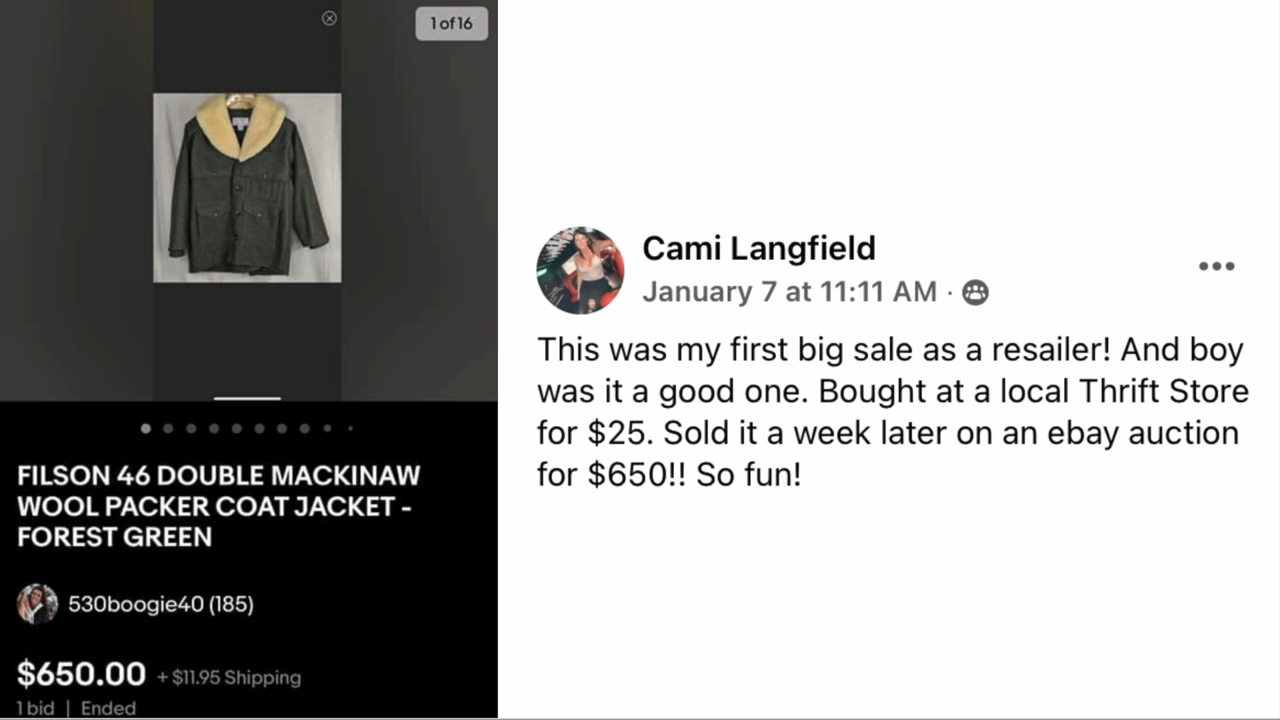 1 of 16
FILSON 46 DOUBLE MACKINAW
WOOL PACKER COAT JACKET -
FOREST GREEN
530boogie40 (185)
$650.00 + $11.95 Shipping
1 bid | Ended
Cami Langfield
January 7 at 11:11 AM ·
This was my first big sale as a resailer! And boy
was it a good one. Bought at a local Thrift Store
for $25. Sold it a week later on an ebay auction
for $650!! So fun!